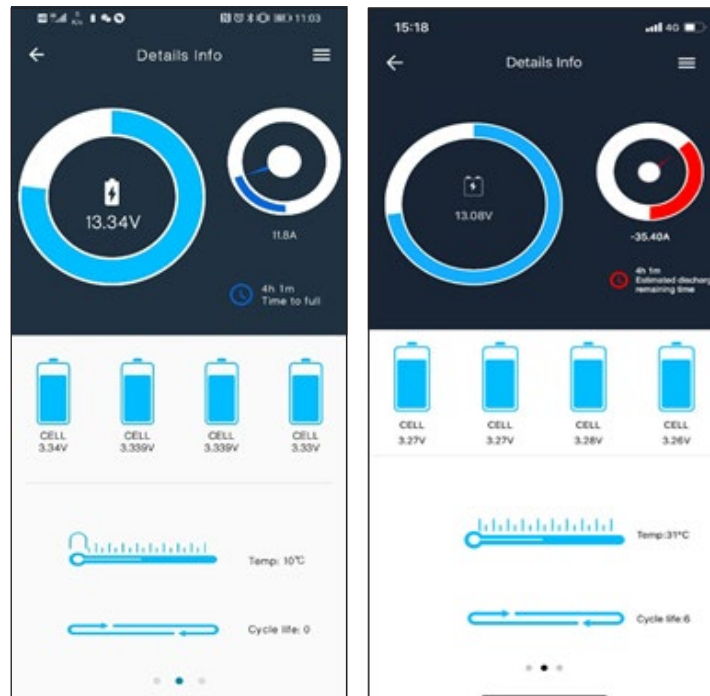 11:03
Details Info
13.34V
11.8A
4h 1m
Time to full
CELL
3.34V
CELL
3.339V
CELL
3.339V
CELL
3.33V
Temp: 10℃
Cycle life: 0
15:18
4G
Details Info
13.08V
-35.40A
4h 1m
Estimated discharg
remaining time
CELL
3.27V
CELL
3.27V
CELL
3.28V
CELL
3.26V
Temp:31°C
Cycle life:6